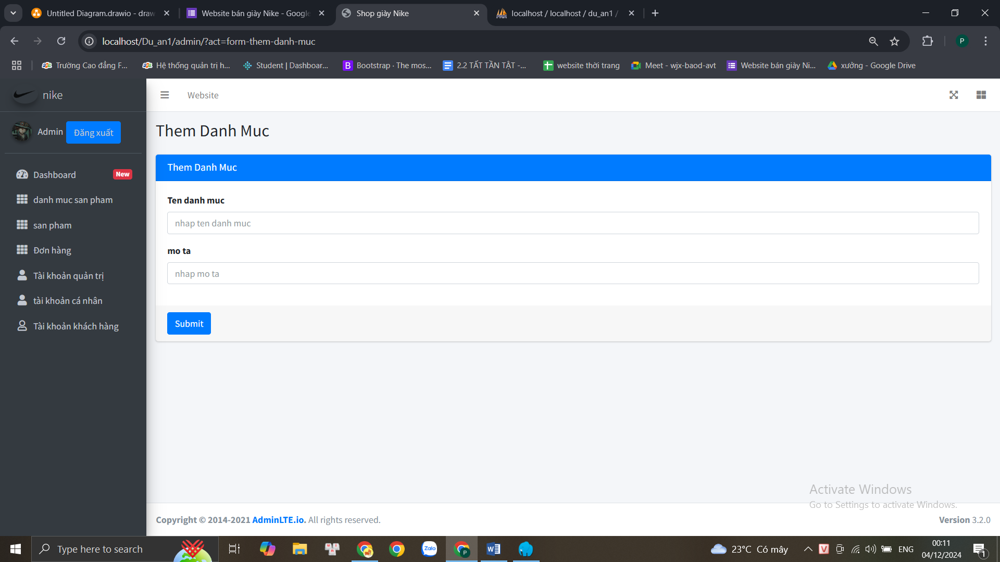 Untitled Diagram.drawio - draw
Website bán giày Nike - Google
Shop giày Nike
localhost / localhost / du_an1 /
localhost/Du_an1/admin/?act=form-them-danh-muc
P
Trường Cao đẳng F...
Hệ thống quản trị h...
Student | Dashboar...
Bootstrap · The mos...
2.2 TẤT TẦN TẬT -...
website thời trang
Meet - wjx-baod-avt
Website bán giày Ni...
xưởng - Google Drive
nike
Website
Admin
Đăng xuất
Dashboard
New
danh muc san pham
san pham
Đơn hàng
Tài khoản quản trị
tài khoản cá nhân
Tài khoản khách hàng
Them Danh Muc
Them Danh Muc
Ten danh muc
nhap ten danh muc
mo ta
nhap mo ta
Submit
Activate Windows
Go to Settings to activate Windows.
Copyright © 2014-2021 AdminLTE.io. All rights reserved.
Version 3.2.0
Type here to search
Zalo
P
W
23°C Có mây
V
ENG
00:11
04/12/2024
1